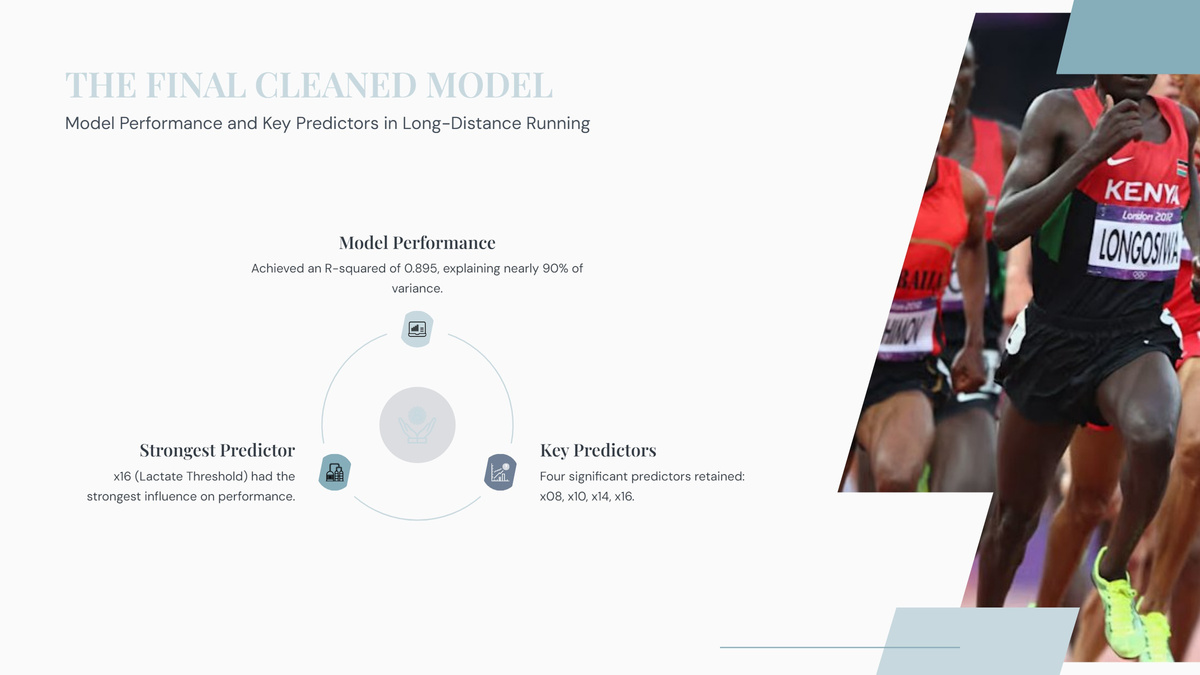 THE FINAL CLEANED MODEL
Model Performance and Key Predictors in Long-Distance Running
Model Performance
Achieved an R-squared of 0.895, explaining nearly 90% of
variance.
Strongest Predictor
x16 (Lactate Threshold) had the
strongest influence on performance.
Key Predictors
Four significant predictors retained:
x08, x10, x14, x16.
KENYA
London 2012
LONGOSIWA
HIMOV